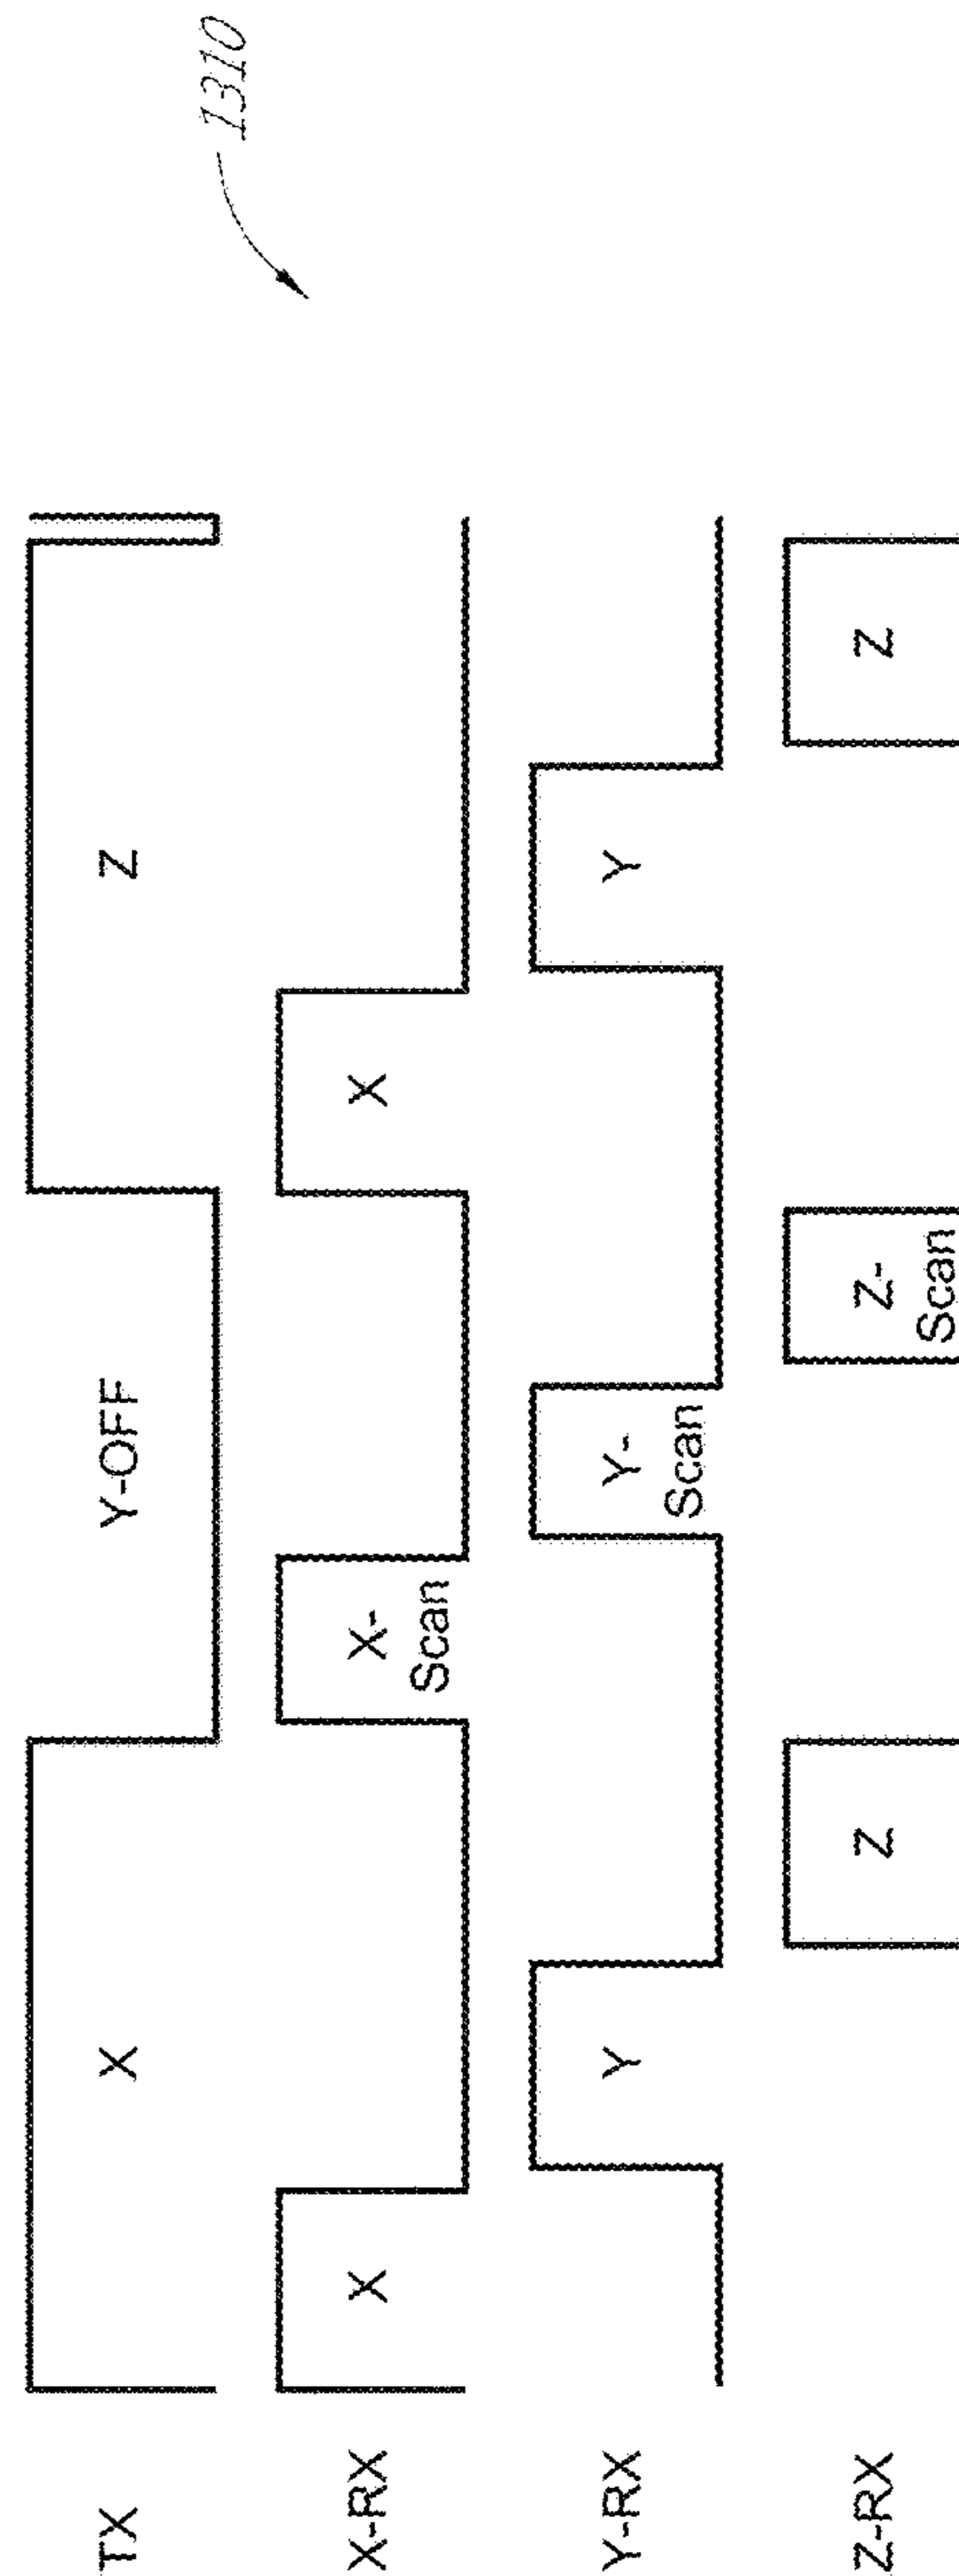 1310
TX
X
Y-OFF
Z
X-RX
X
X-
Scan
X
Y-RX
Y
Y-
Scan
Y
Z-RX
Z
Z-
Scan
Z